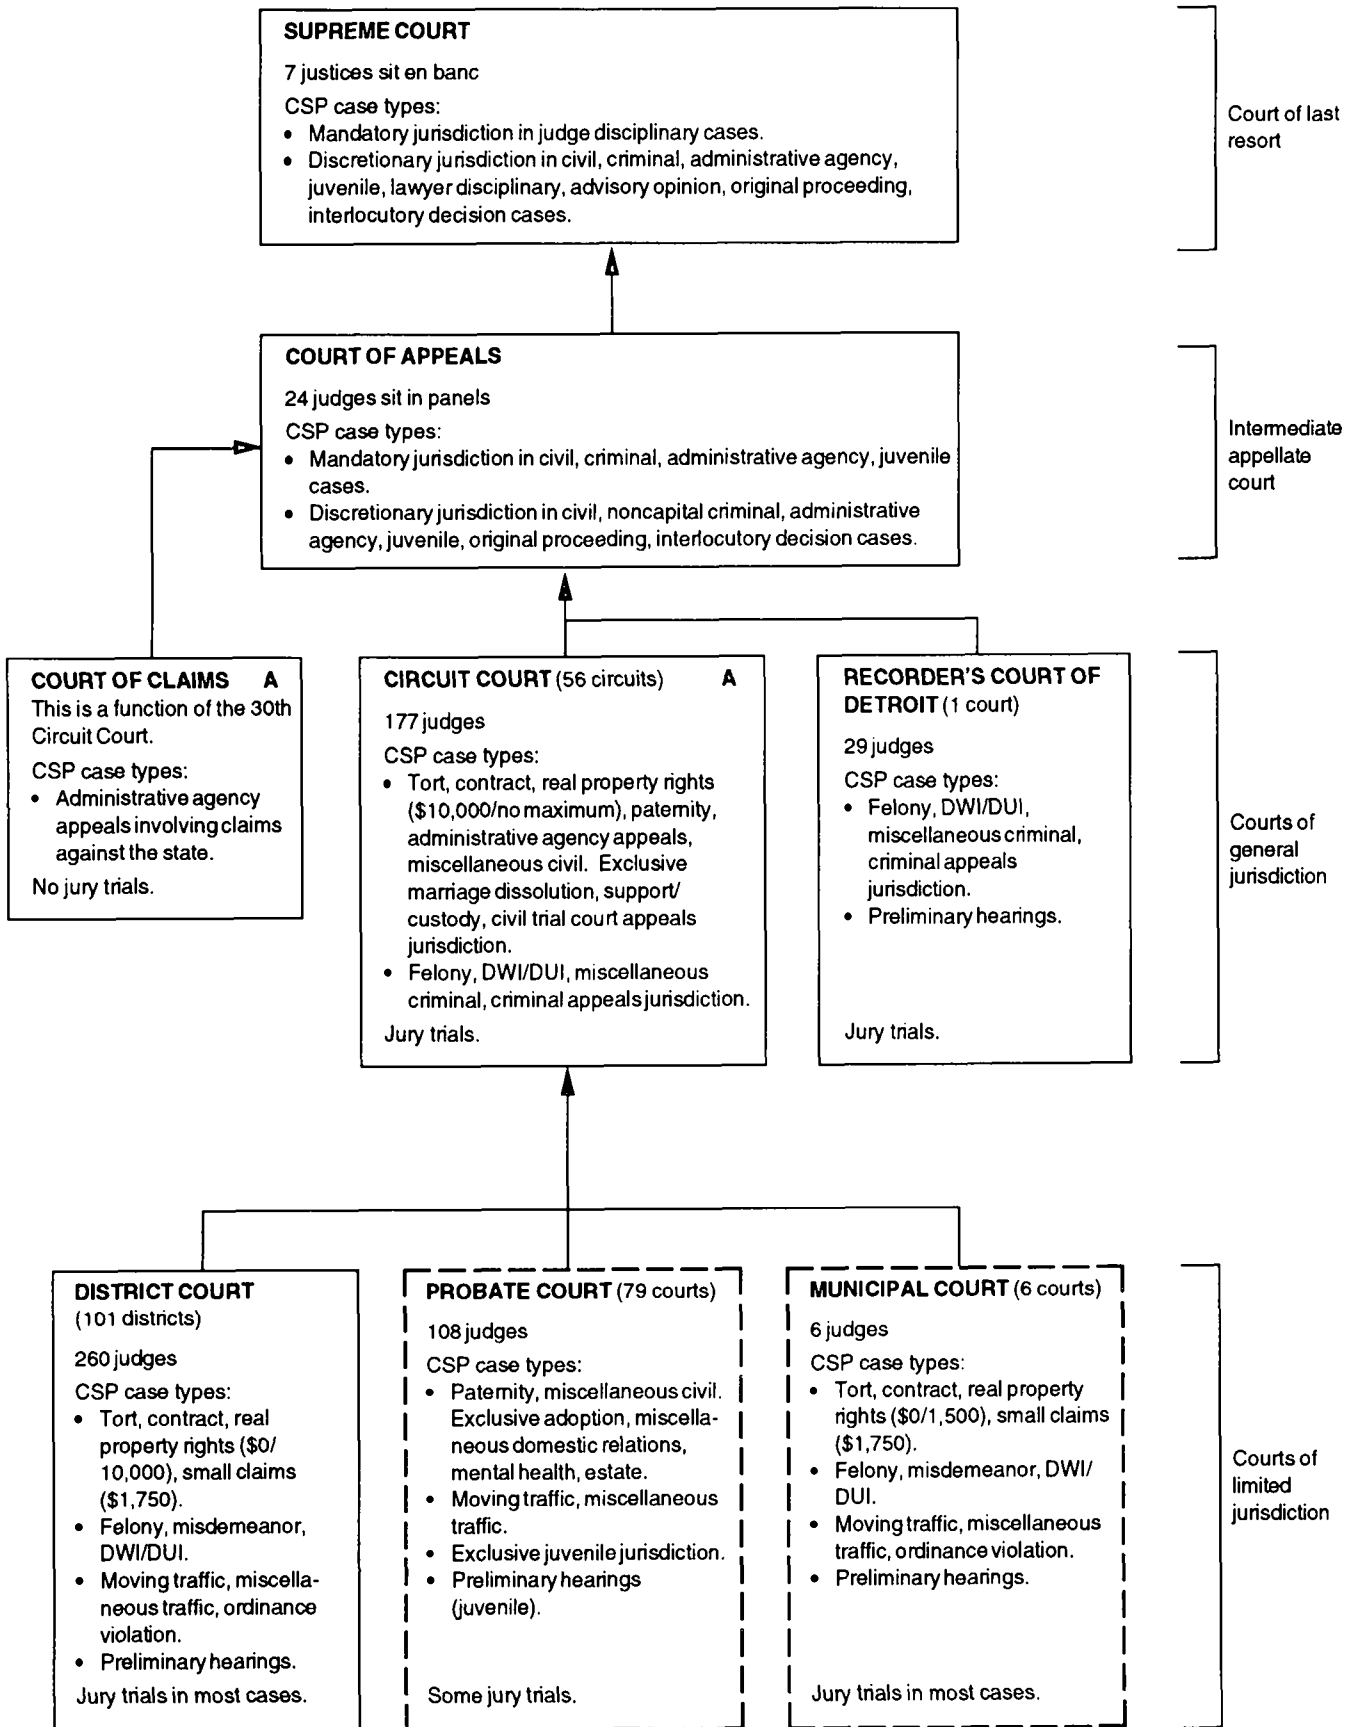 SUPREME COURT
7 justices sit en banc
CSP case types:
• Mandatory jurisdiction in judge disciplinary cases.
• Discretionary jurisdiction in civil, criminal, administrative agency,
juvenile, lawyer disciplinary, advisory opinion, original proceeding,
interlocutory decision cases.
Court of last
resort
COURT OF APPEALS
24 judges sit in panels
CSP case types:
• Mandatory jurisdiction in civil, criminal, administrative agency, juvenile
cases.
• Discretionary jurisdiction in civil, noncapital criminal, administrative
agency, juvenile, original proceeding, interlocutory decision cases.
Intermediate
appellate
court
COURT OF CLAIMS A
This is a function of the 30th
Circuit Court.
CSP case types:
• Administrative agency
appeals involving claims
against the state.
No jury trials.
CIRCUIT COURT (56 circuits) A
177 judges
CSP case types:
• Tort, contract, real property rights
($10,000/no maximum), paternity,
administrative agency appeals,
miscellaneous civil. Exclusive
marriage dissolution, support/
custody, civil trial court appeals
jurisdiction.
• Felony, DWI/DUI, miscellaneous
criminal, criminal appeals jurisdiction.
Jury trials.
RECORDER'S COURT OF
DETROIT (1 court)
29 judges
CSP case types:
• Felony, DWI/DUI,
miscellaneous criminal,
criminal appeals
jurisdiction.
• Preliminary hearings.
Jury trials.
Courts of
general
jurisdiction
DISTRICT COURT
(101 districts)
260 judges
CSP case types:
• Tort, contract, real
property rights ($0/
10,000), small claims
($1,750).
• Felony, misdemeanor,
DWI/DUI.
• Moving traffic, miscella-
neous traffic, ordinance
violation.
• Preliminary hearings.
Jury trials in most cases.
PROBATE COURT (79 courts)
108 judges
CSP case types:
• Paternity, miscellaneous civil.
Exclusive adoption, miscella-
neous domestic relations,
mental health, estate.
• Moving traffic, miscellaneous
traffic.
• Exclusive juvenile jurisdiction.
• Preliminary hearings
(juvenile).
Some jury trials.
MUNICIPAL COURT (6 courts)
6 judges
CSP case types:
• Tort, contract, real property
rights ($0/1,500), small claims
($1,750).
• Felony, misdemeanor, DWI/
DUI.
• Moving traffic, miscellaneous
traffic, ordinance violation.
• Preliminary hearings.
Jury trials in most cases.
Courts of
limited
jurisdiction